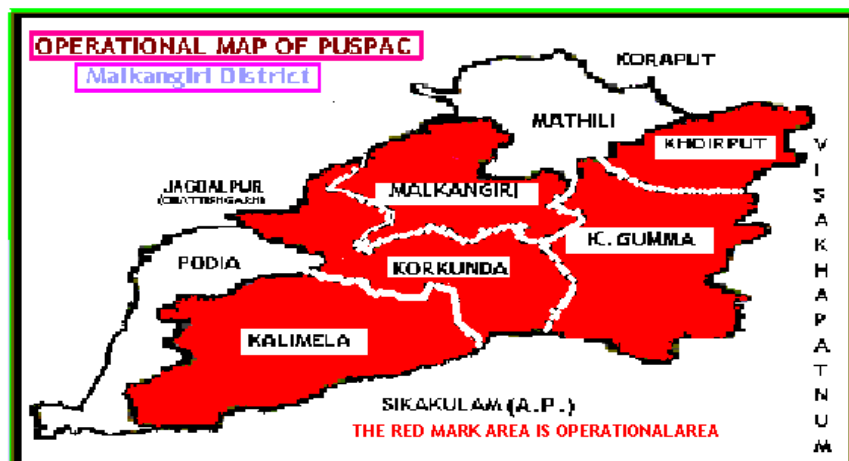 OPERATIONAL MAP OF PUSPAC
Malkangiri District
KORAPUT
MATHILI
KHOIRPUT
JAGDALPUR
(CHATTISHGARH)
MALKANGIRI
PODIA
K. GUMMA
KORKUNDA
KALIMELA
VISAKHAPATNUM
SIKAKULAM (A.P.)
THE RED MARK AREA IS OPERATIONALAREA